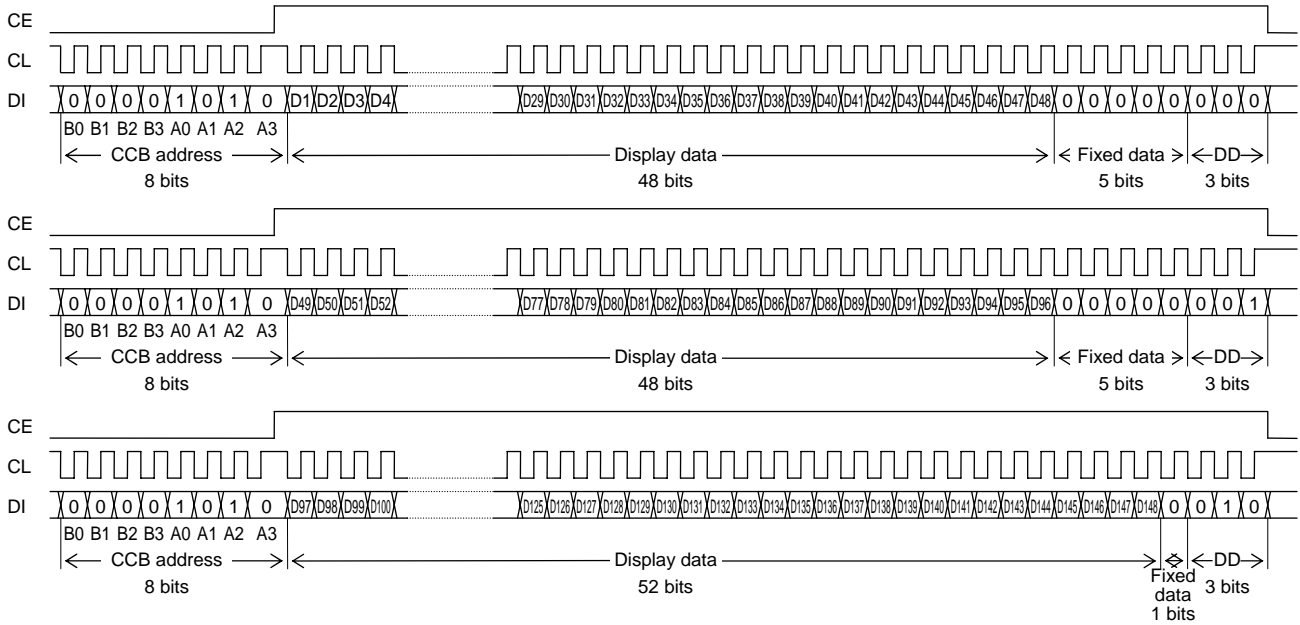 CE
CL
DI 0 0 0 0 1 0 1 0 D1 D2 D3 D4 D29 D30 D31 D32 D33 D34 D35 D36 D37 D38 D39 D40 D41 D42 D43 D44 D45 D46 D47 D48 0 0 0 0 0 0 0 0
B0 B1 B2 B3 A0 A1 A2 A3
CCB address Display data Fixed data DD
8 bits 48 bits 5 bits 3 bits
CE
CL
DI 0 0 0 0 1 0 1 0 D49 D50 D51 D52 D77 D78 D79 D80 D81 D82 D83 D84 D85 D86 D87 D88 D89 D90 D91 D92 D93 D94 D95 D96 0 0 0 0 0 0 0 1
B0 B1 B2 B3 A0 A1 A2 A3
CCB address Display data Fixed data DD
8 bits 48 bits 5 bits 3 bits
CE
CL
DI 0 0 0 0 1 0 1 0 D97 D98 D99 D100 D125 D126 D127 D128 D129 D130 D131 D132 D133 D134 D135 D136 D137 D138 D139 D140 D141 D142 D143 D144 D145 D146 D147 D148 0 0 1 0
B0 B1 B2 B3 A0 A1 A2 A3
CCB address Display data DD
8 bits 52 bits Fixed 3 bits
data
1 bits